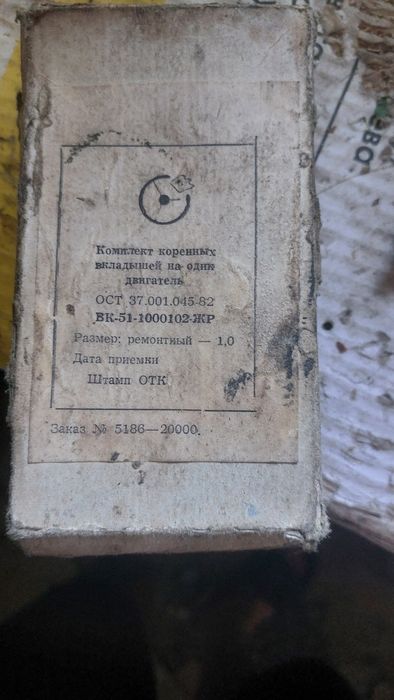 Комплект коренных
вкладышей на один
двигатель
ОСТ 37.001.045-82
ВК-51-1000102-ЖР
Размер: ремонтный — 1,0
Дата приемки
Штамп ОТК
Заказ № 5186—20000.